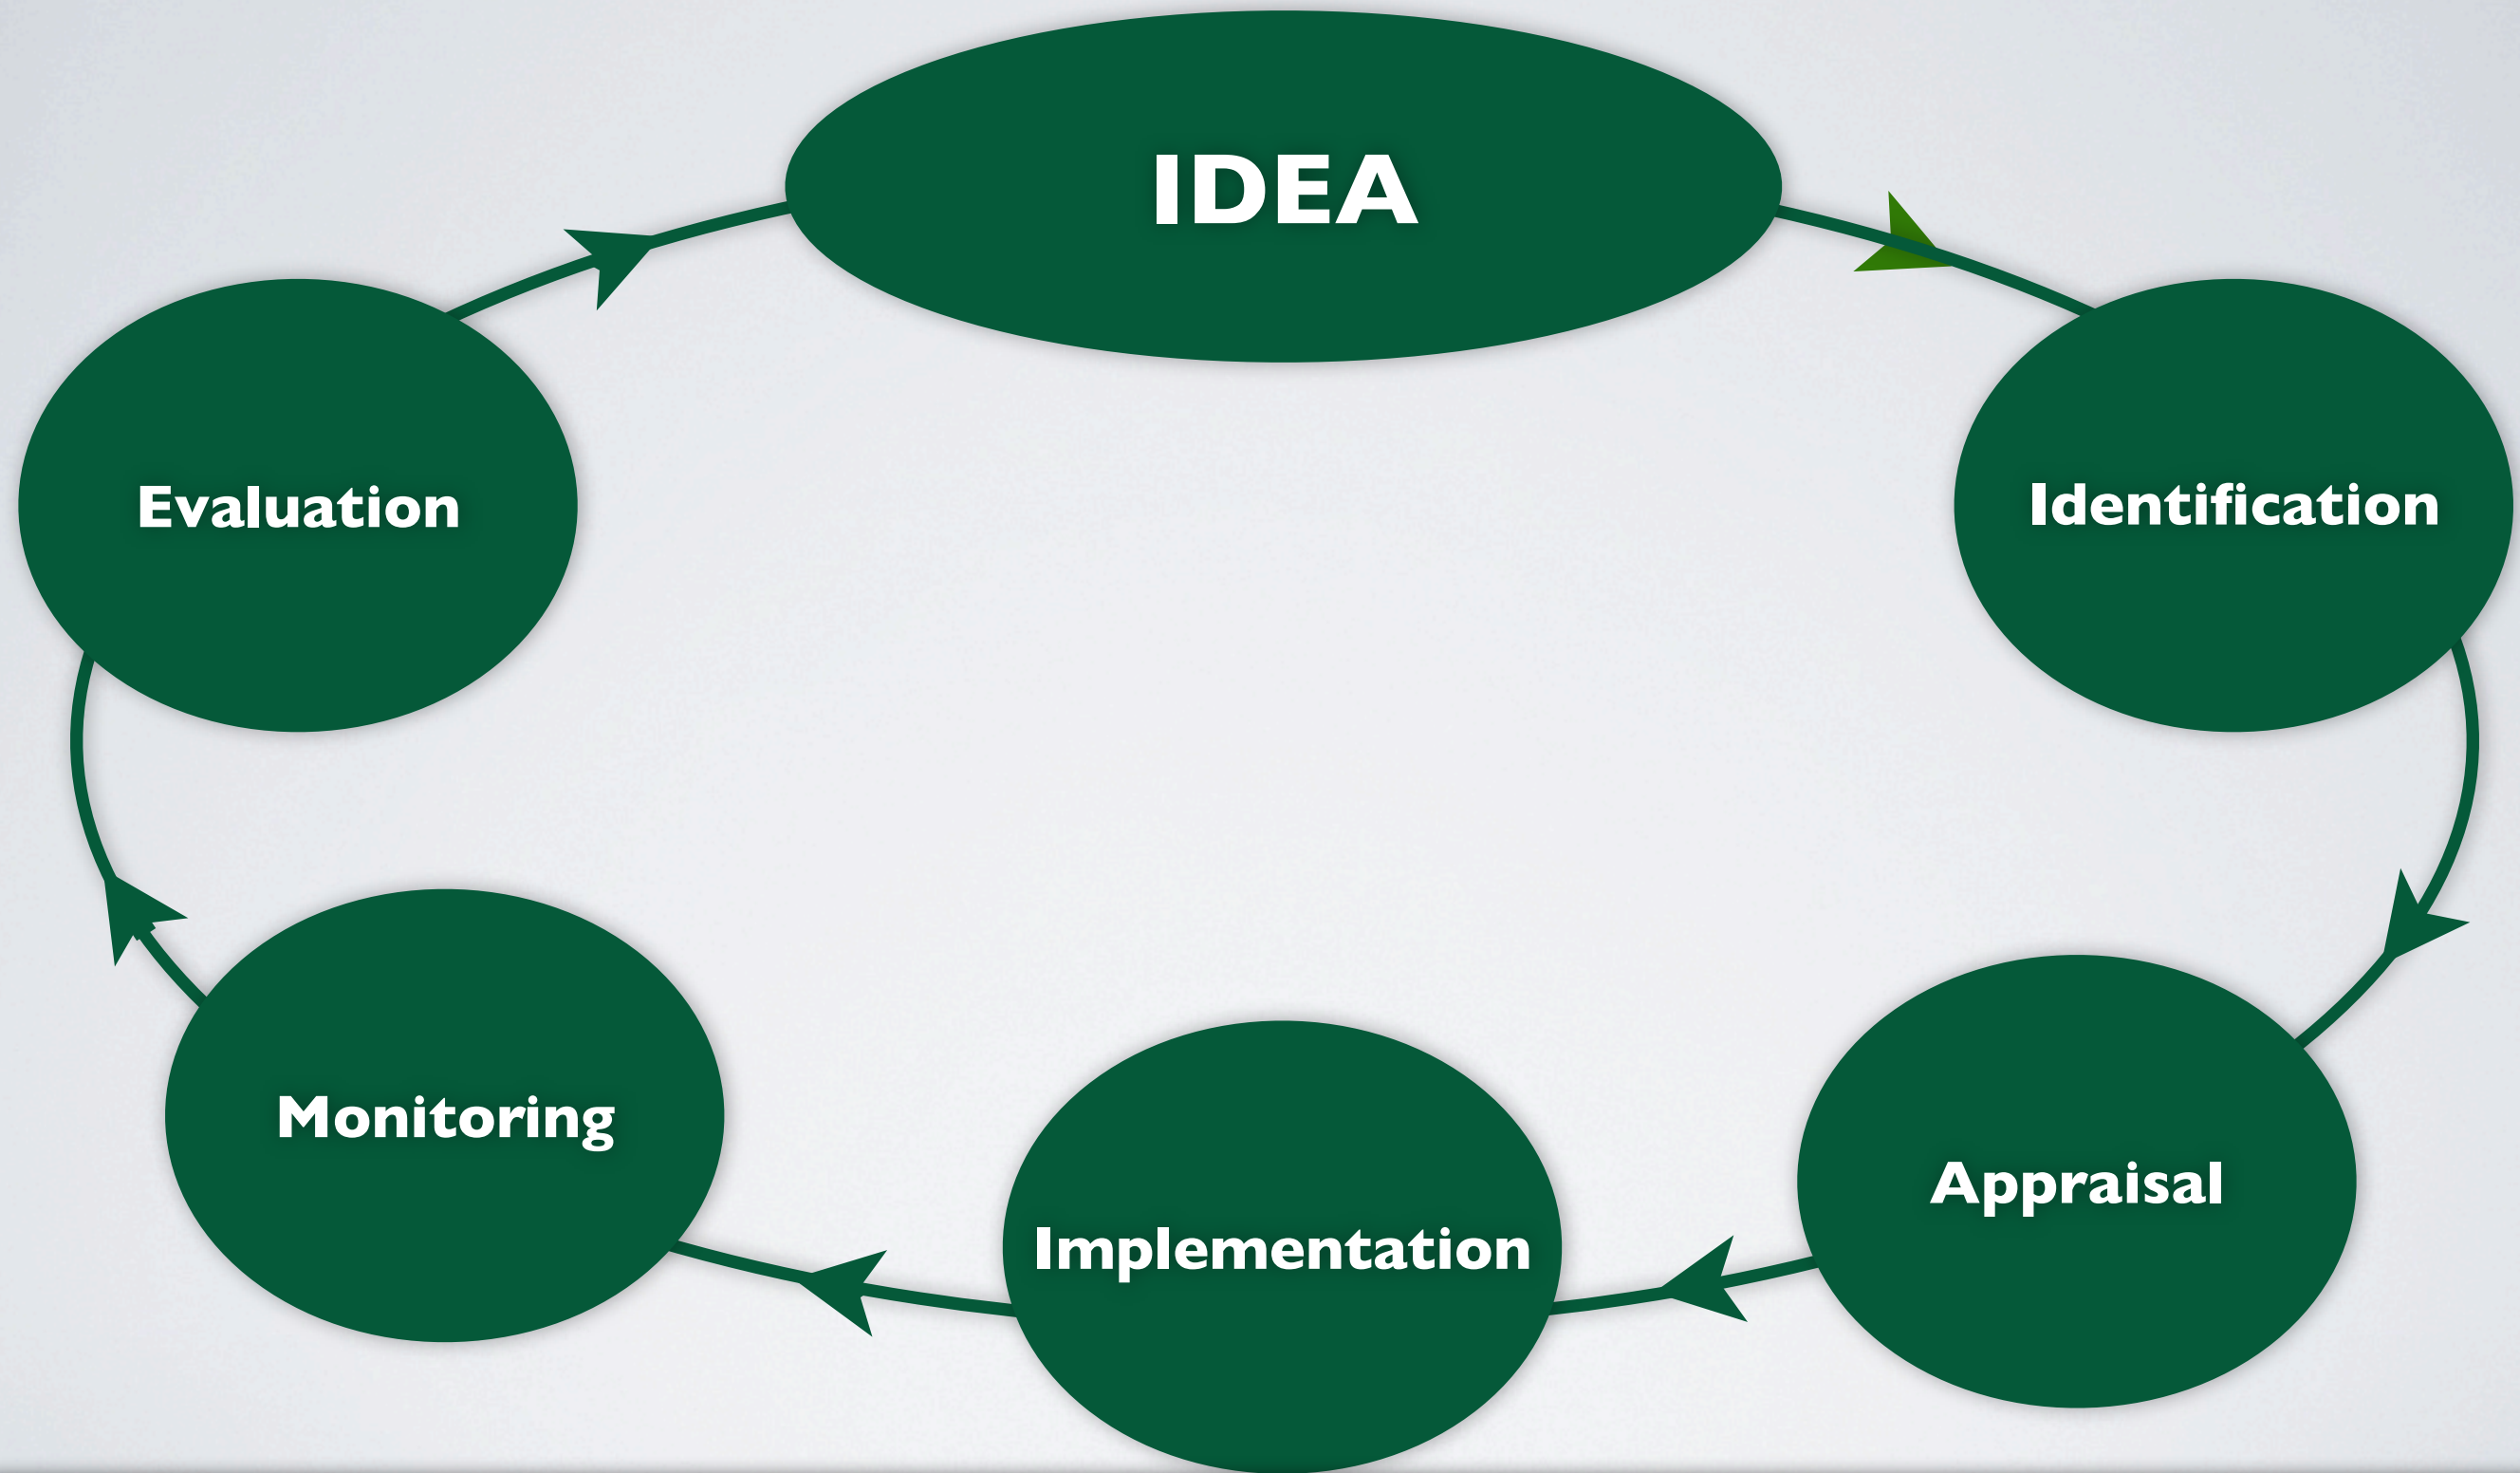 IDEA
Identification
Appraisal
Implementation
Monitoring
Evaluation